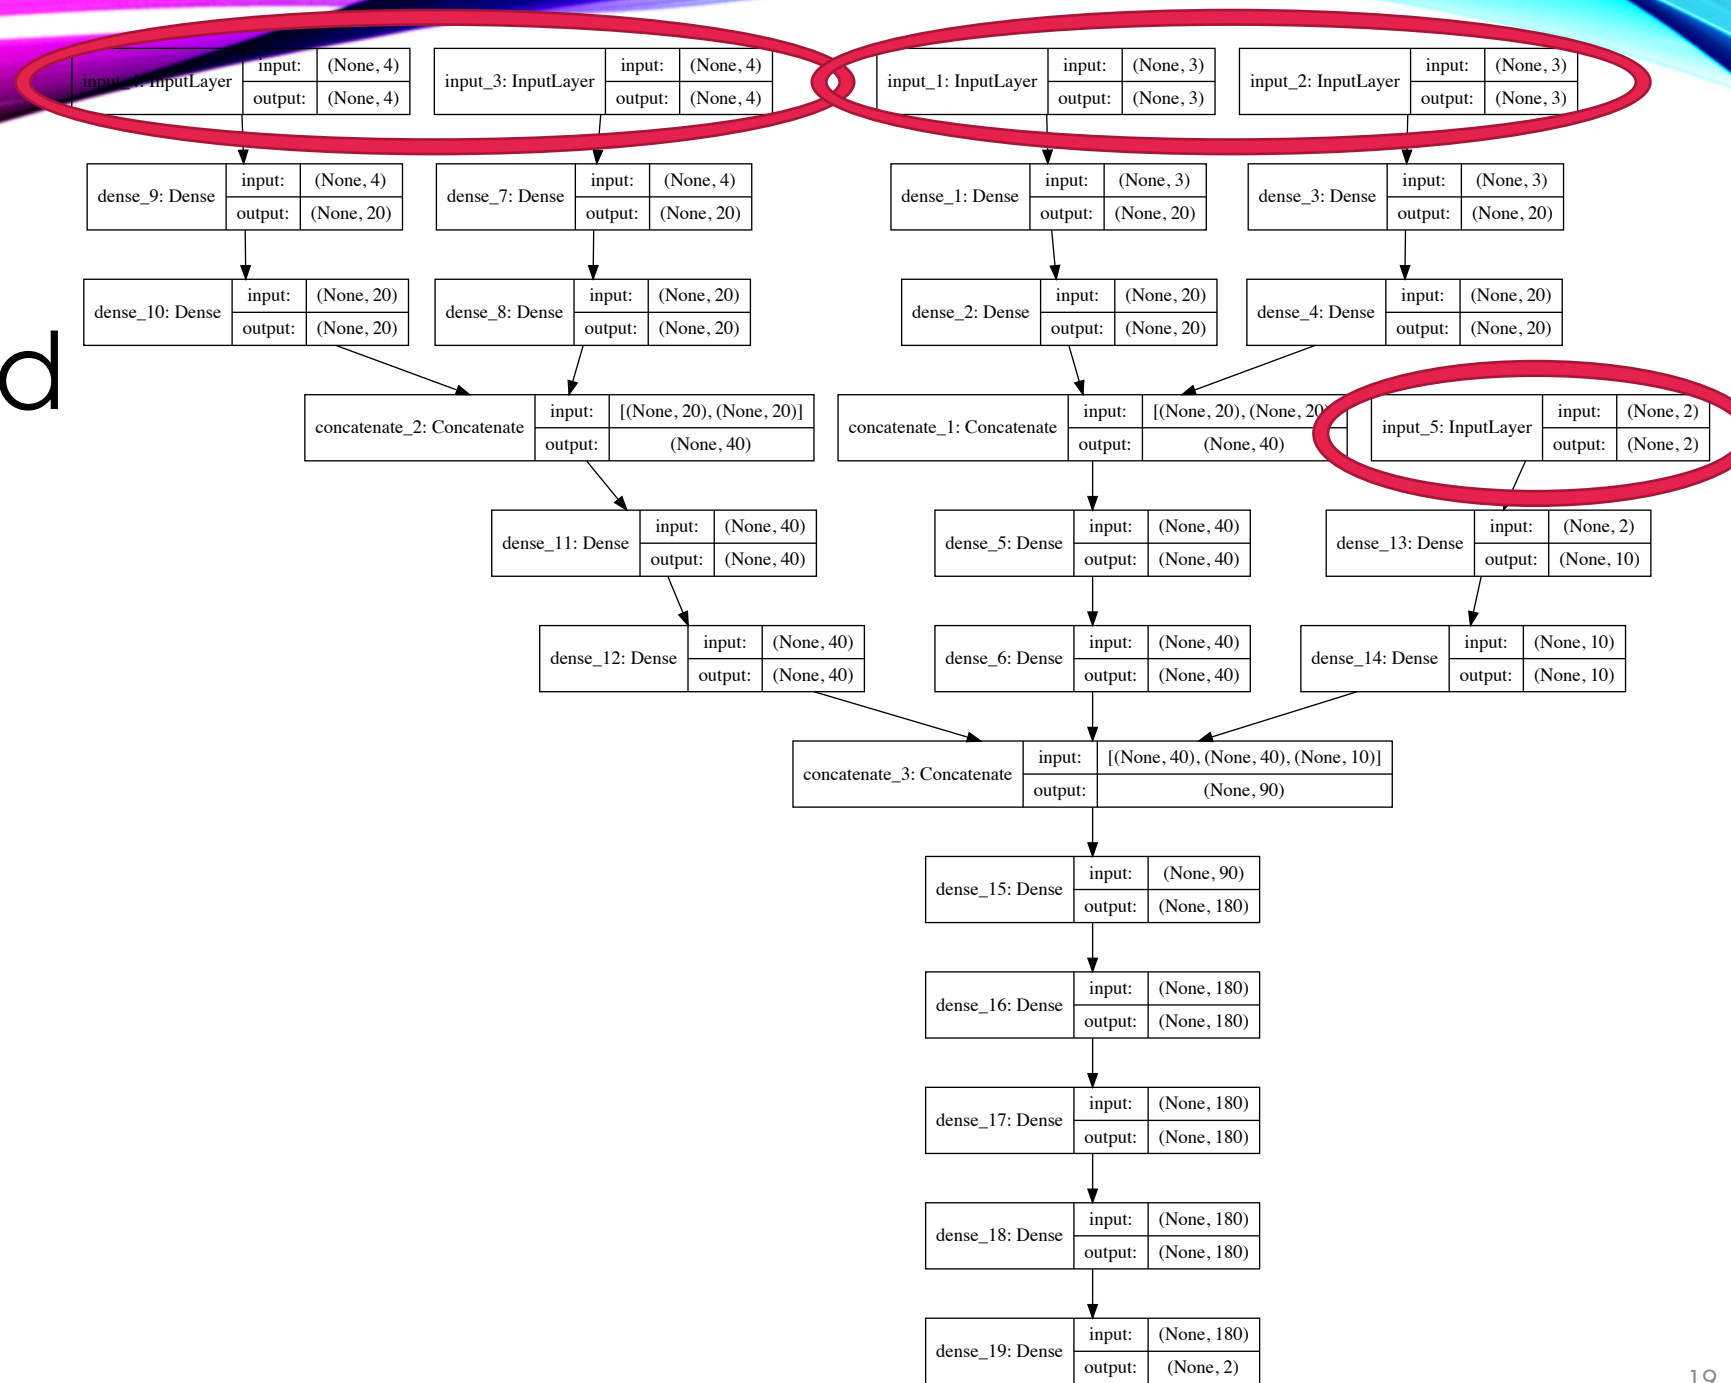 input_4: InputLayer input: (None, 4) output: (None, 4)
input_3: InputLayer input: (None, 4) output: (None, 4)
input_1: InputLayer input: (None, 3) output: (None, 3)
input_2: InputLayer input: (None, 3) output: (None, 3)
dense_9: Dense input: (None, 4) output: (None, 20)
dense_7: Dense input: (None, 4) output: (None, 20)
dense_1: Dense input: (None, 3) output: (None, 20)
dense_3: Dense input: (None, 3) output: (None, 20)
dense_10: Dense input: (None, 20) output: (None, 20)
dense_8: Dense input: (None, 20) output: (None, 20)
dense_2: Dense input: (None, 20) output: (None, 20)
dense_4: Dense input: (None, 20) output: (None, 20)
d
concatenate_2: Concatenate input: [(None, 20), (None, 20)] output: (None, 40)
concatenate_1: Concatenate input: [(None, 20), (None, 20) output: (None, 40)
input_5: InputLayer input: (None, 2) output: (None, 2)
dense_11: Dense input: (None, 40) output: (None, 40)
dense_5: Dense input: (None, 40) output: (None, 40)
dense_13: Dense input: (None, 2) output: (None, 10)
dense_12: Dense input: (None, 40) output: (None, 40)
dense_6: Dense input: (None, 40) output: (None, 40)
dense_14: Dense input: (None, 10) output: (None, 10)
concatenate_3: Concatenate input: [(None, 40), (None, 40), (None, 10)] output: (None, 90)
dense_15: Dense input: (None, 90) output: (None, 180)
dense_16: Dense input: (None, 180) output: (None, 180)
dense_17: Dense input: (None, 180) output: (None, 180)
dense_18: Dense input: (None, 180) output: (None, 180)
dense_19: Dense input: (None, 180) output: (None, 2)
19